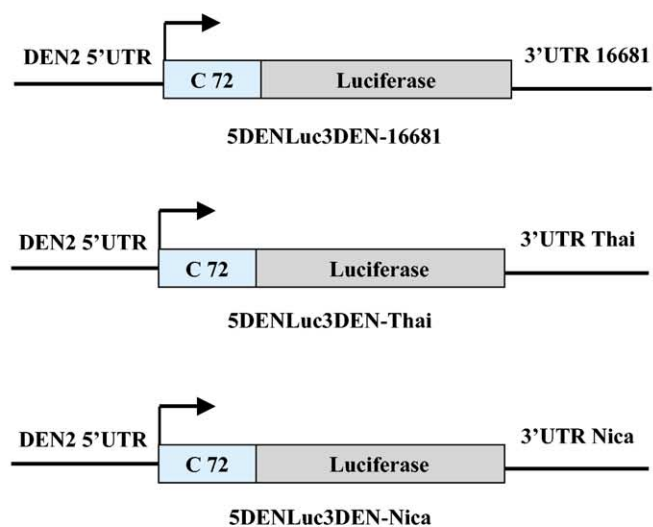 DEN2 5’UTR
3’UTR 16681
C 72
Luciferase
5DENLuc3DEN-16681
DEN2 5’UTR
3’UTR Thai
C 72
Luciferase
5DENLuc3DEN-Thai
DEN2 5’UTR
3’UTR Nica
C 72
Luciferase
5DENLuc3DEN-Nica